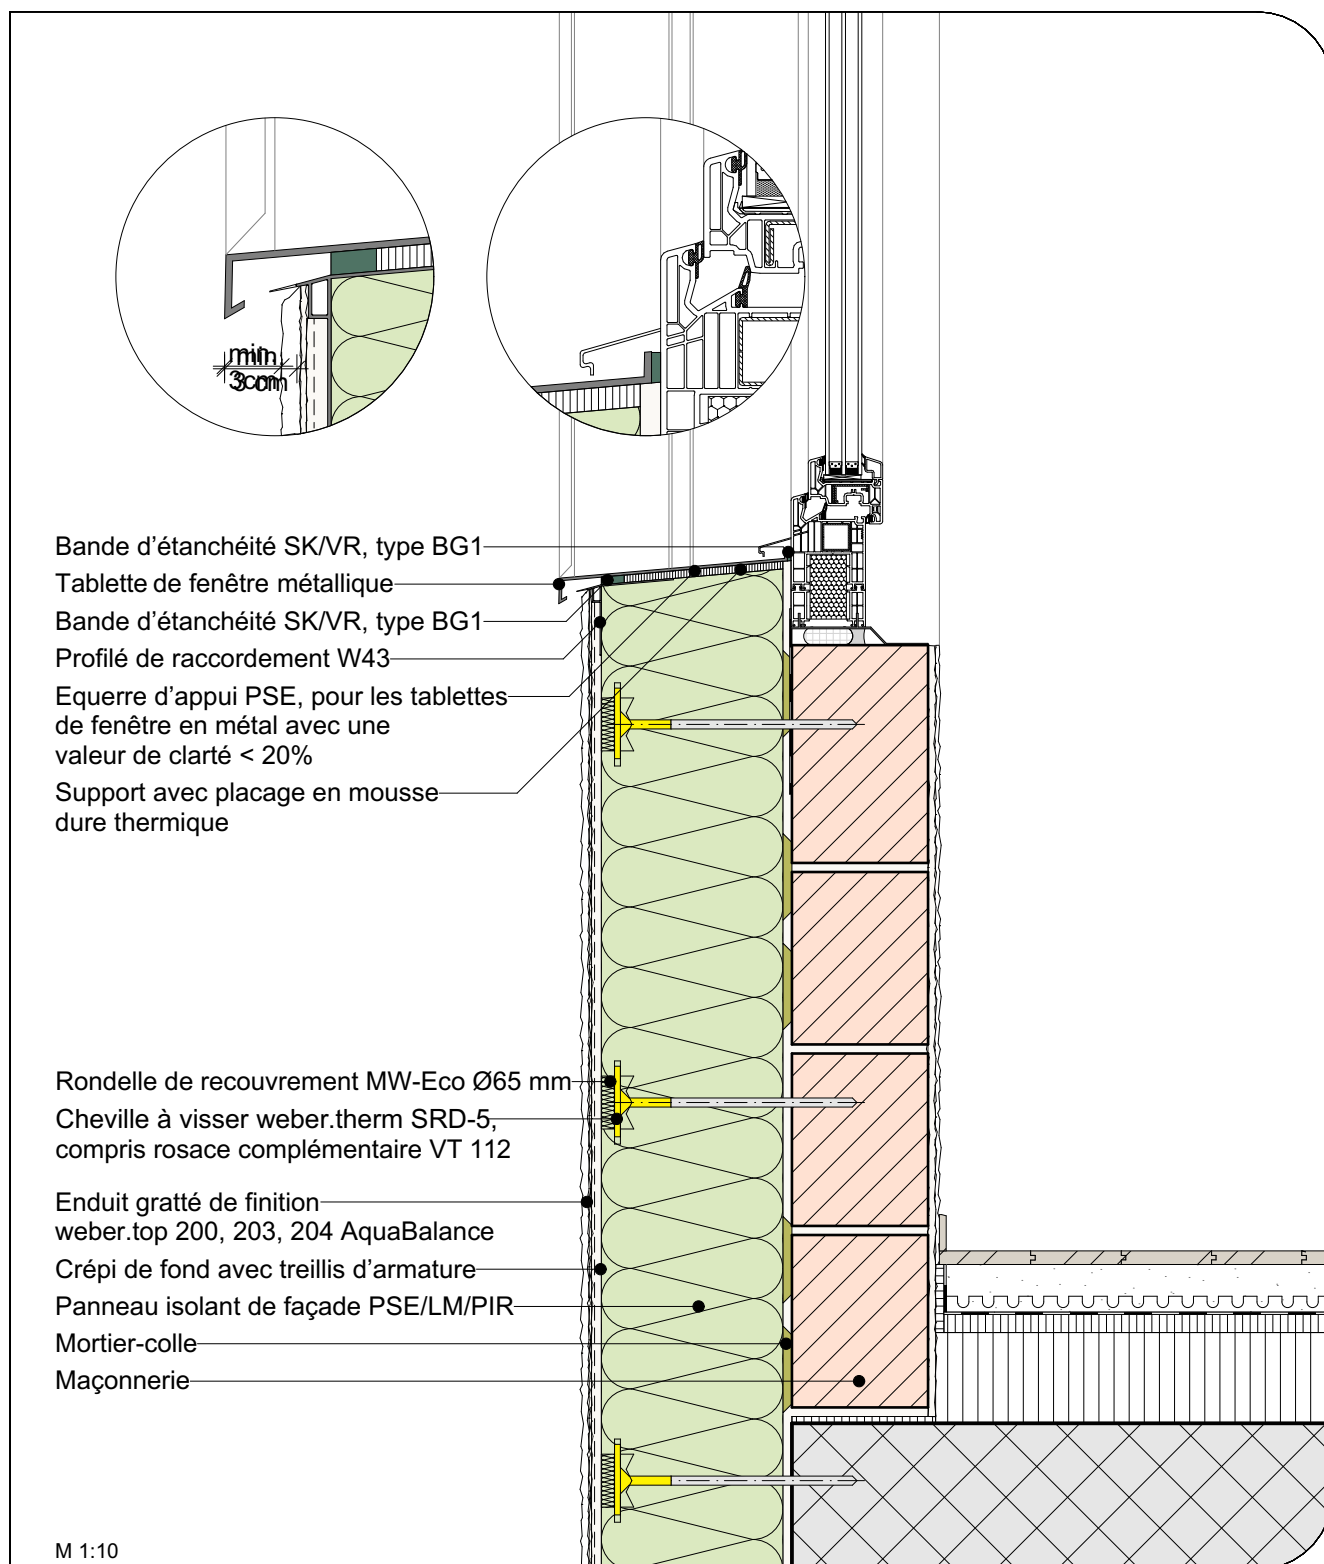 min.
3 cm
Bande d'étanchéité SK/VR, type BG1
Tablette de fenêtre métallique
Bande d'étanchéité SK/VR, type BG1
Profilé de raccordement W43
Equerre d'appui PSE, pour les tablettes
de fenêtre en métal avec une
valeur de clarté < 20%
Support avec placage en mousse
dure thermique
Rondelle de recouvrement MW-Eco Ø65 mm
Cheville à visser weber.therm SRD-5,
compris rosace complémentaire VT 112
Enduit gratté de finition
weber.top 200, 203, 204 AquaBalance
Crépi de fond avec treillis d'armature
Panneau isolant de façade PSE/LM/PIR
Mortier-colle
Maçonnerie
M 1:10